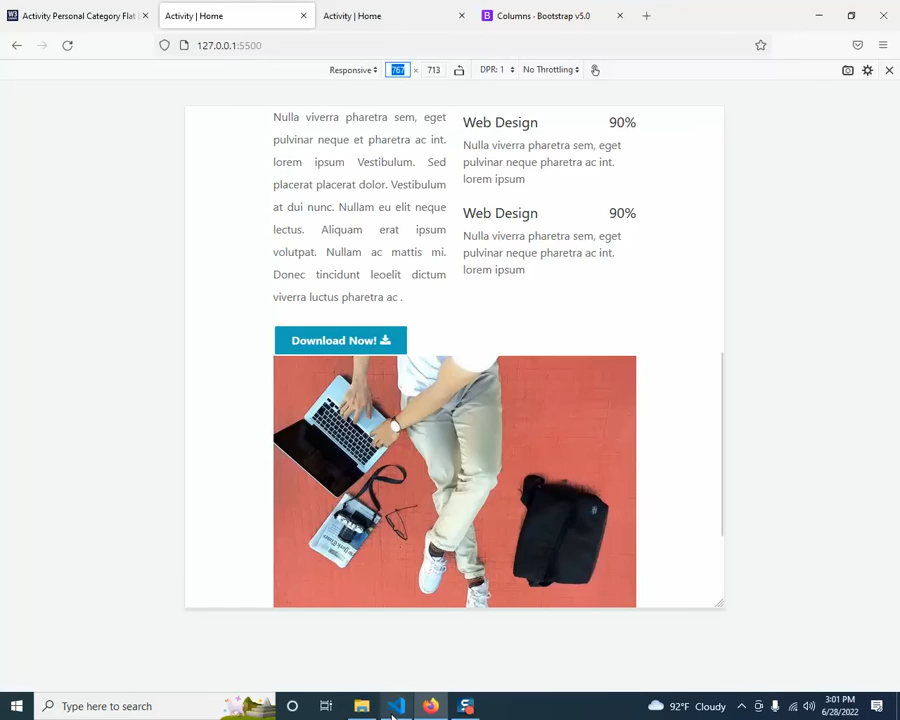 Activity Personal Category Flat
Activity | Home
Activity | Home
Columns - Bootstrap v5.0
127.0.0.1:5500
Responsive
767 × 713
DPR: 1
No Throttling
Nulla viverra pharetra sem, eget
pulvinar neque et pharetra ac int.
lorem ipsum Vestibulum. Sed
placerat placerat dolor. Vestibulum
at dui nunc. Nullam eu elit neque
lectus. Aliquam erat ipsum
volutpat. Nullam ac mattis mi.
Donec tincidunt leoelit dictum
viverra luctus pharetra ac .
Download Now!
Web Design 90%
Nulla viverra pharetra sem, eget
pulvinar neque pharetra ac int.
lorem ipsum
Web Design 90%
Nulla viverra pharetra sem, eget
pulvinar neque pharetra ac int.
lorem ipsum
Type here to search
92°F Cloudy
3:01 PM
6/28/2022